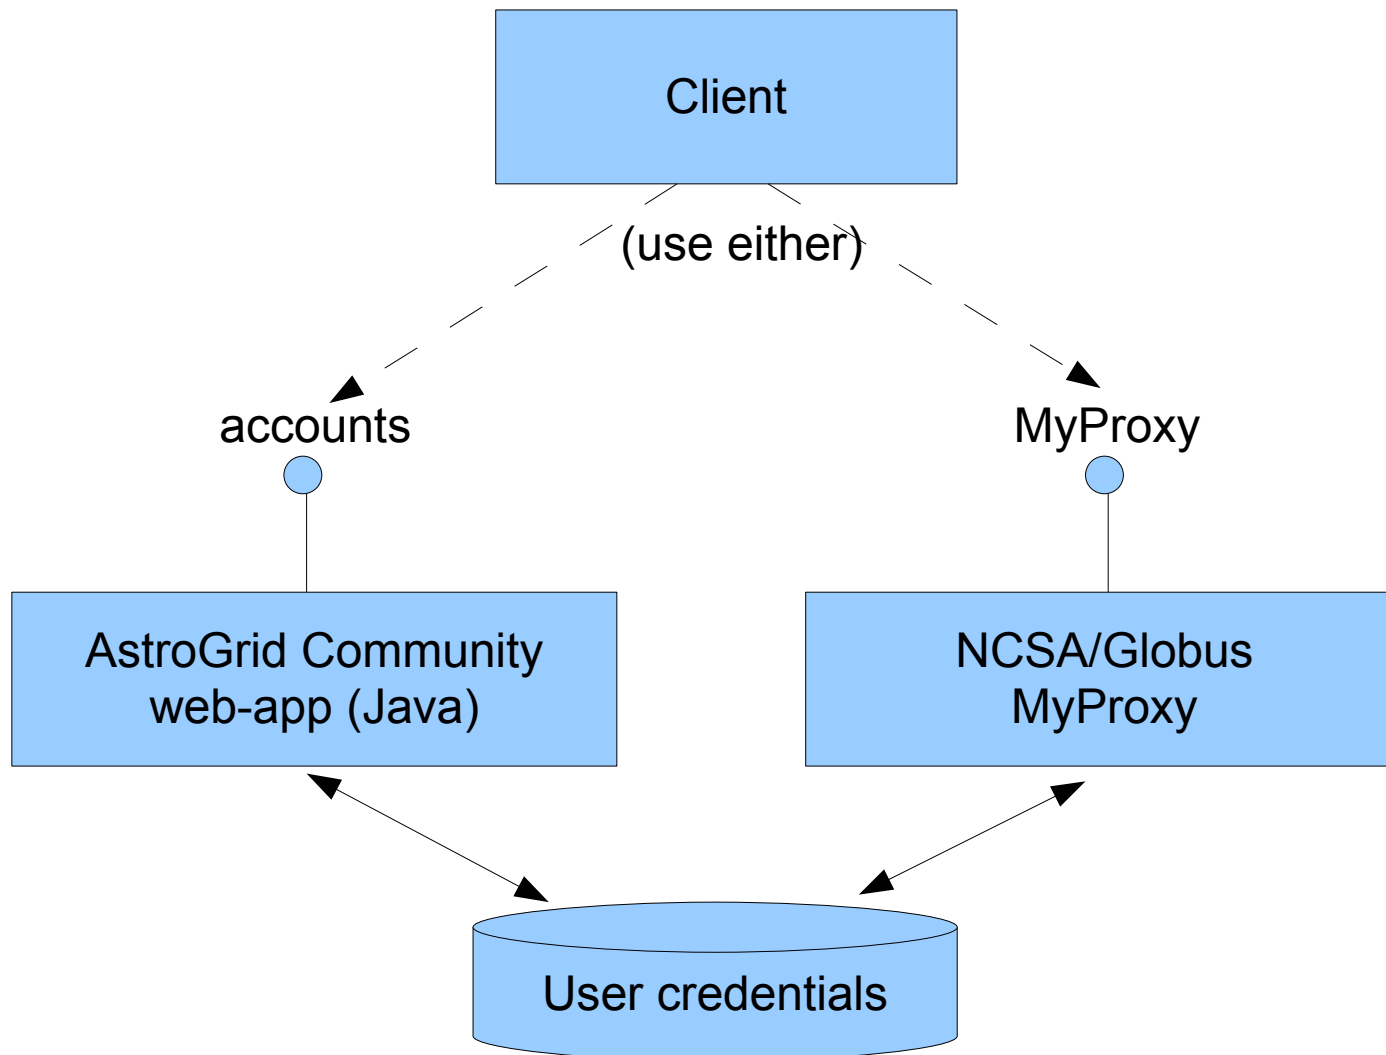 Client
(use either)
accounts
MyProxy
AstroGrid Community
web-app (Java)
NCSA/Globus
MyProxy
User credentials